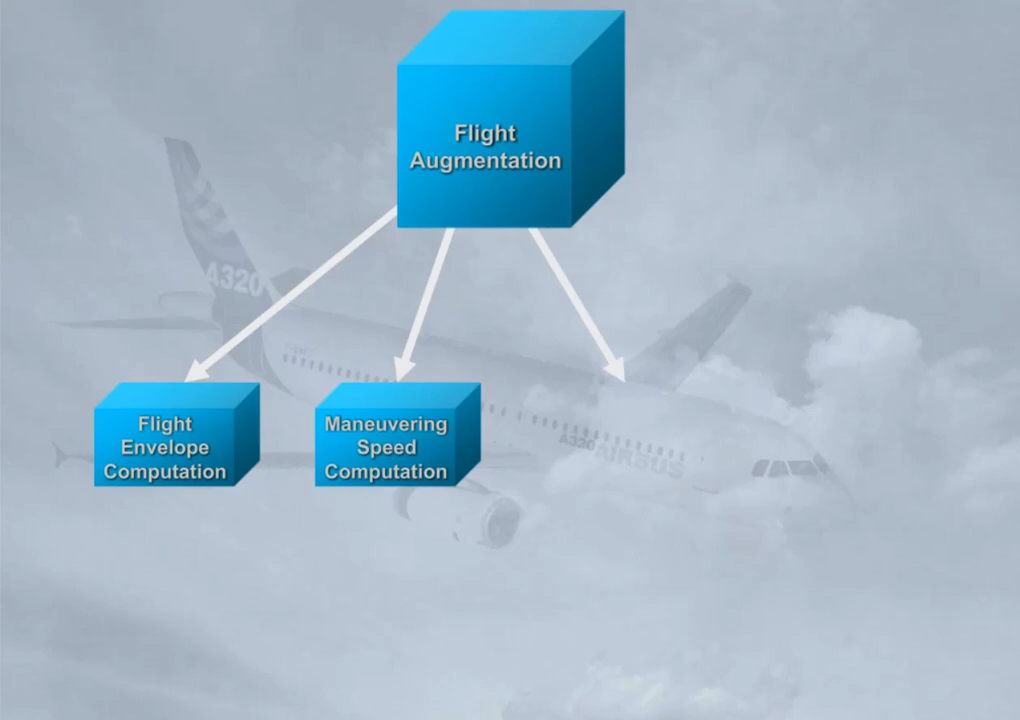 Flight
Augmentation
A320
Flight
Envelope
Computation
Maneuvering
Speed
Computation
A320 AIRBUS